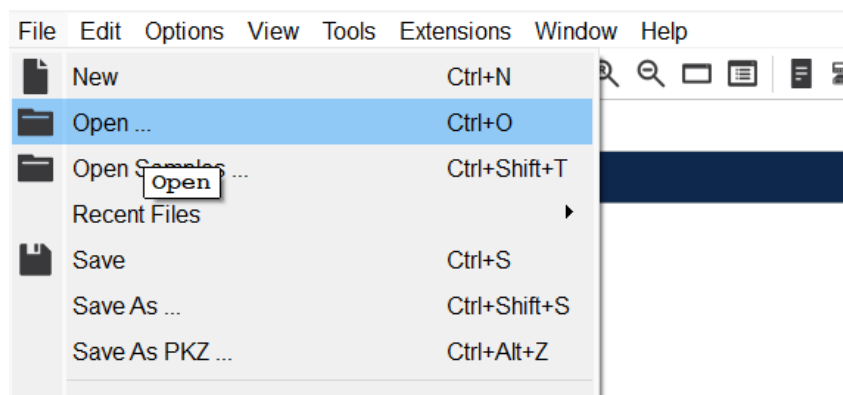 File Edit Options View Tools Extensions Window Help
New Ctrl+N
Open ... Ctrl+O
Open Samples ... Ctrl+Shift+T
Open
Recent Files
Save Ctrl+S
Save As ... Ctrl+Shift+S
Save As PKZ ... Ctrl+Alt+Z